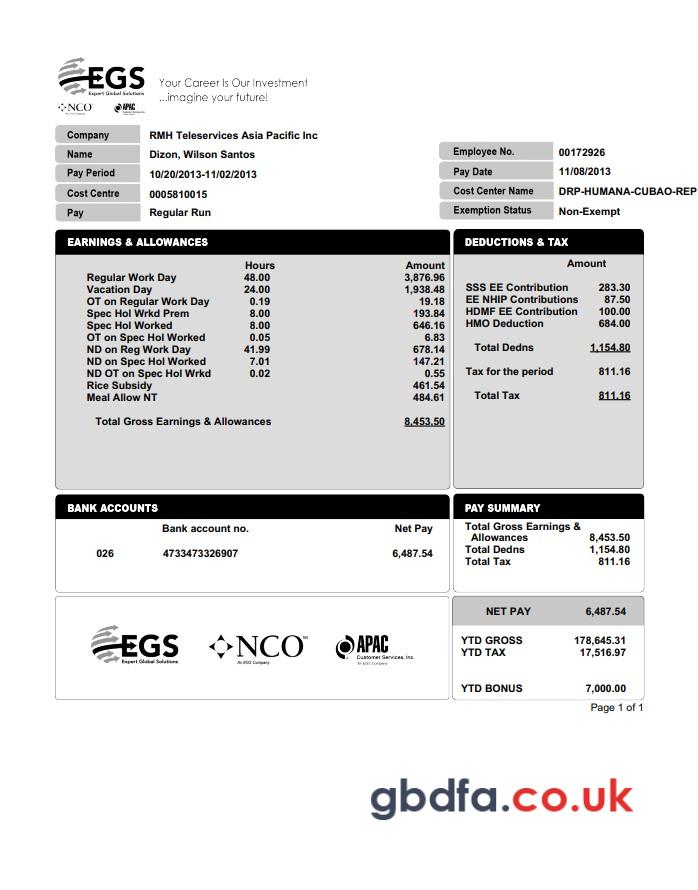 EGS
Expert Global Solutions
Your Career Is Our Investment
...imagine your future!
NCO
APAC
Company RMH Teleservices Asia Pacific Inc
Name Dizon, Wilson Santos
Pay Period 10/20/2013-11/02/2013
Cost Centre 0005810015
Pay Regular Run
Employee No. 00172926
Pay Date 11/08/2013
Cost Center Name DRP-HUMANA-CUBAO-REP
Exemption Status Non-Exempt
EARNINGS & ALLOWANCES
Hours Amount
Regular Work Day 48.00 3,876.96
Vacation Day 24.00 1,938.48
OT on Regular Work Day 0.19 19.18
Spec Hol Wrkd Prem 8.00 193.84
Spec Hol Worked 8.00 646.16
OT on Spec Hol Worked 0.05 6.83
ND on Reg Work Day 41.99 678.14
ND on Spec Hol Worked 7.01 147.21
ND OT on Spec Hol Wrkd 0.02 0.55
Rice Subsidy 461.54
Meal Allow NT 484.61
Total Gross Earnings & Allowances 8,453.50
DEDUCTIONS & TAX
Amount
SSS EE Contribution 283.30
EE NHIP Contributions 87.50
HDMF EE Contribution 100.00
HMO Deduction 684.00
Total Dedns 1,154.80
Tax for the period 811.16
Total Tax 811.16
BANK ACCOUNTS
Bank account no. Net Pay
026 4733473326907 6,487.54
PAY SUMMARY
Total Gross Earnings &
Allowances 8,453.50
Total Dedns 1,154.80
Total Tax 811.16
EGS
Expert Global Solutions
NCO
An EGS Company
APAC
Customer Services, Inc.
An EGS Company
NET PAY 6,487.54
YTD GROSS 178,645.31
YTD TAX 17,516.97
YTD BONUS 7,000.00
Page 1 of 1
gbdfa.co.uk